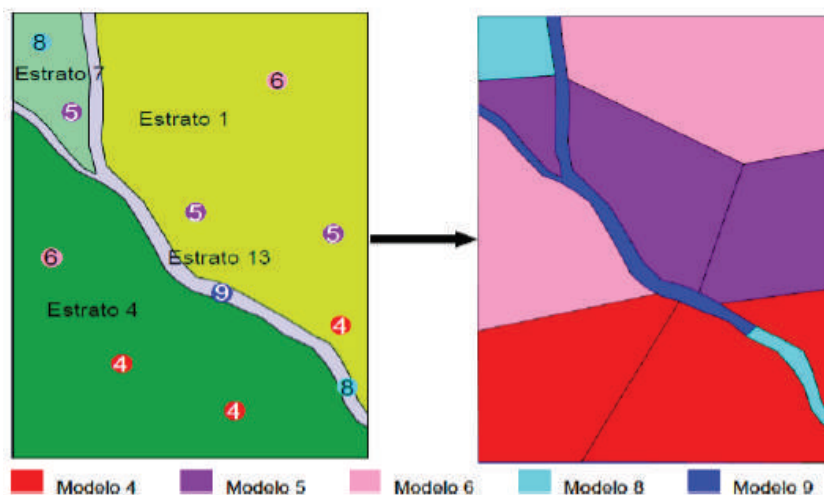 8
Estrato 7
6
5
Estrato 1
5
5
6
Estrato 13
9
Estrato 4
4
4
8
4
Modelo 4
Modelo 5
Modelo 6
Modelo 8
Modelo 9